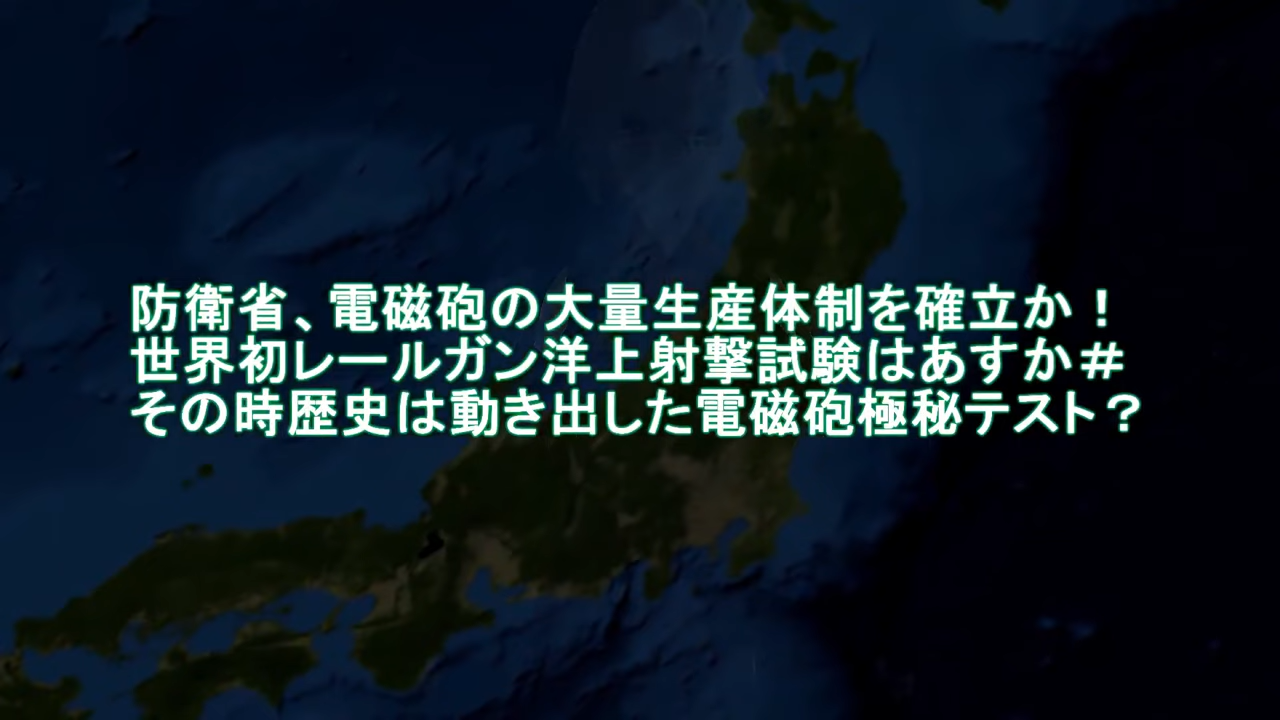 防衛省、電磁砲の大量生産体制を確立か！
世界初レールガン洋上射撃試験はあすか＃
その時歴史は動き出した電磁砲極秘テスト？